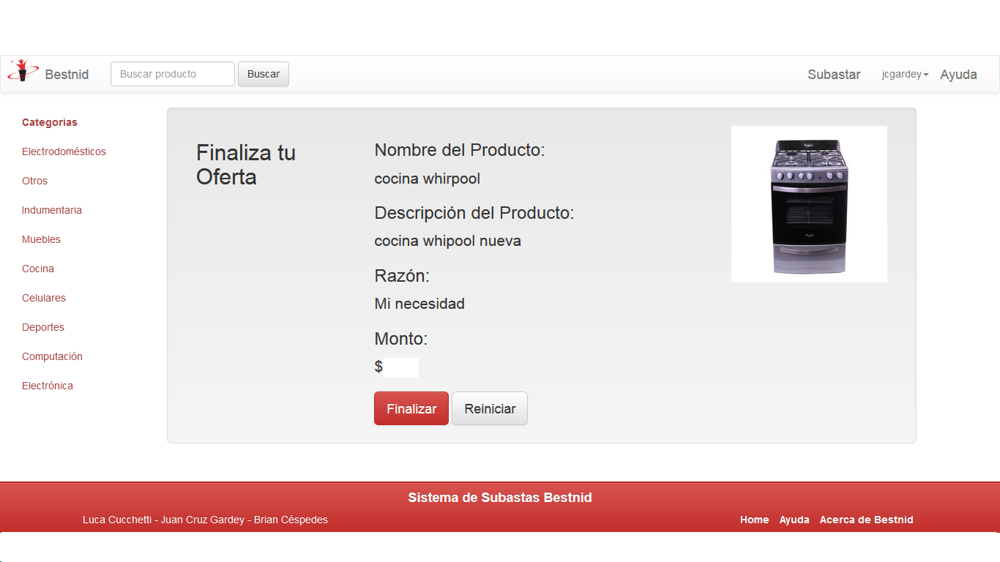 Bestnid
Buscar producto
Buscar
Subastar
jcgardey
Ayuda
Categorias
Electrodomésticos
Otros
Indumentaria
Muebles
Cocina
Celulares
Deportes
Computación
Electrónica
Finaliza tu
Oferta
Nombre del Producto:
cocina whirpool
Descripción del Producto:
cocina whipool nueva
Razón:
Mi necesidad
Monto:
$
Finalizar
Reiniciar
Sistema de Subastas Bestnid
Luca Cucchetti - Juan Cruz Gardey - Brian Céspedes
Home
Ayuda
Acerca de Bestnid